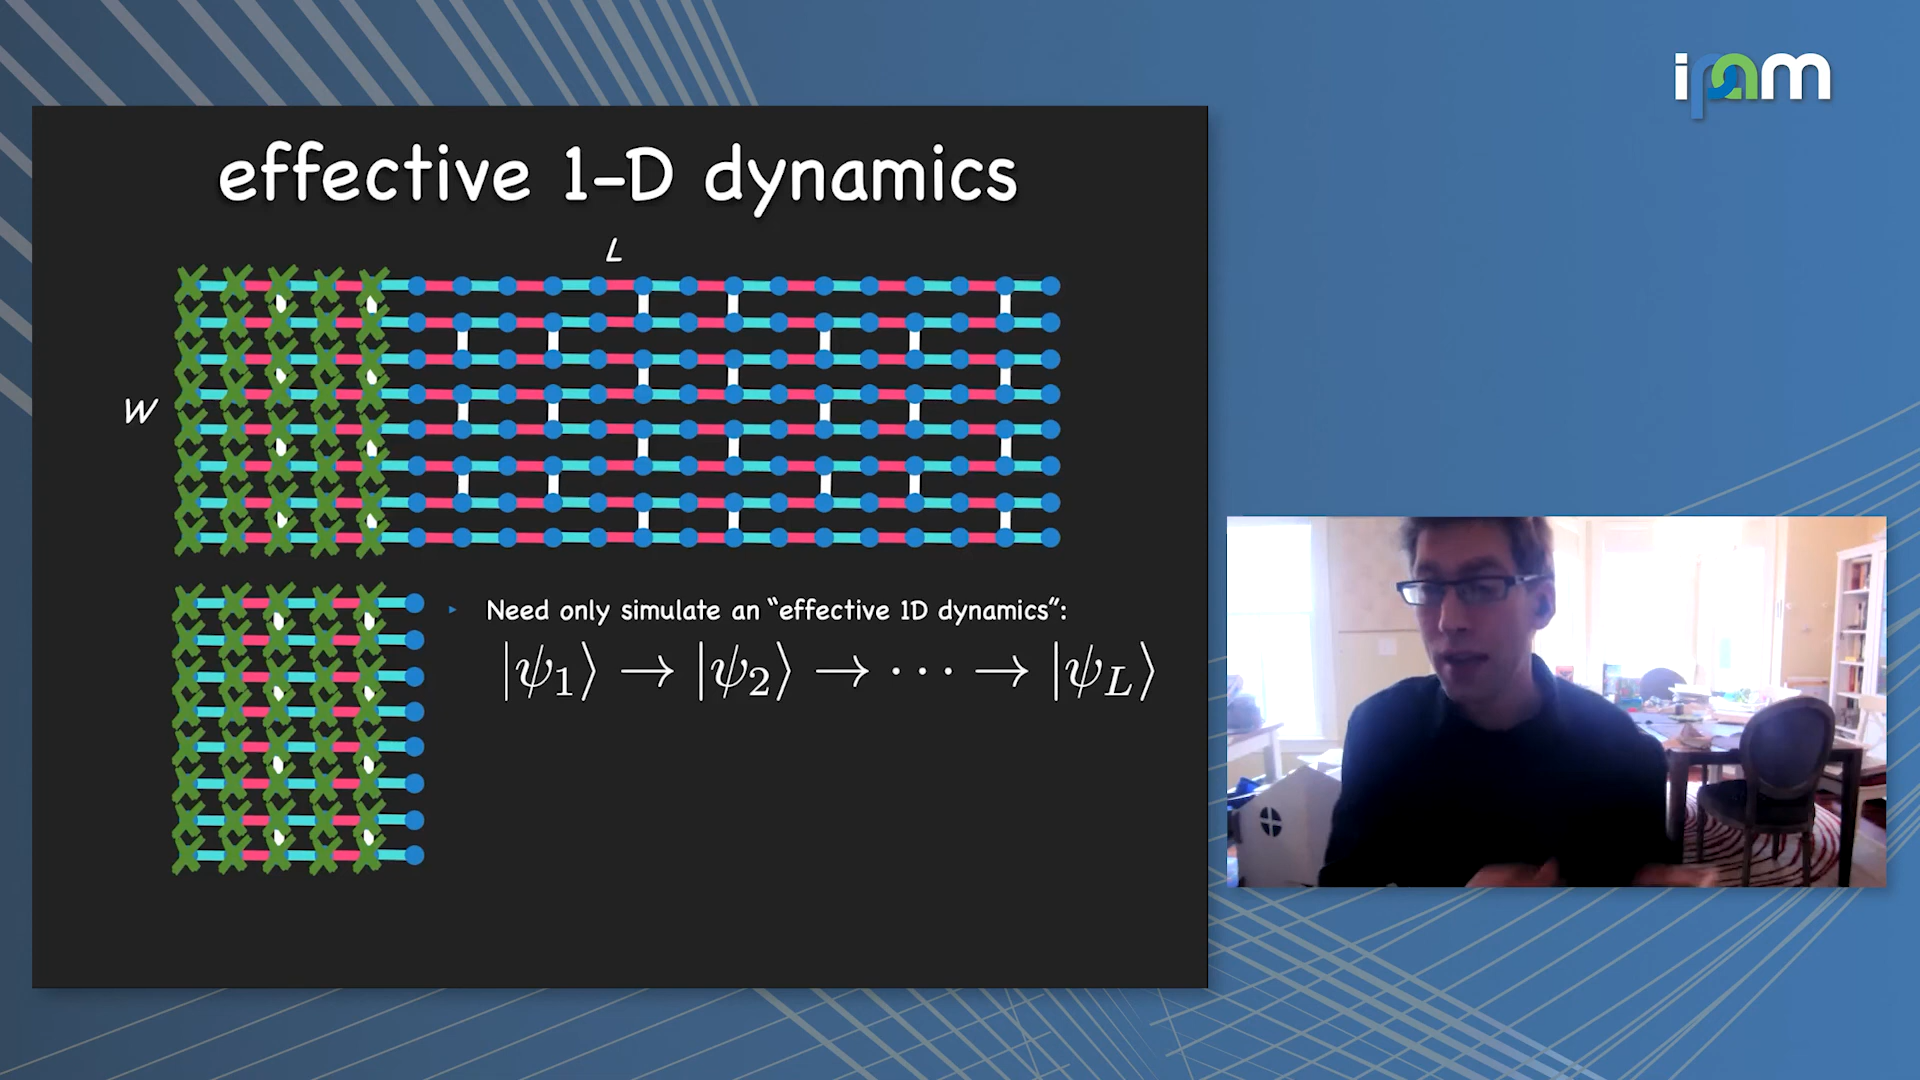 ipam
effective 1-D dynamics
L
W
Need only simulate an “effective 1D dynamics”:
|ψ₁⟩ → |ψ₂⟩ → ··· → |ψ_L⟩